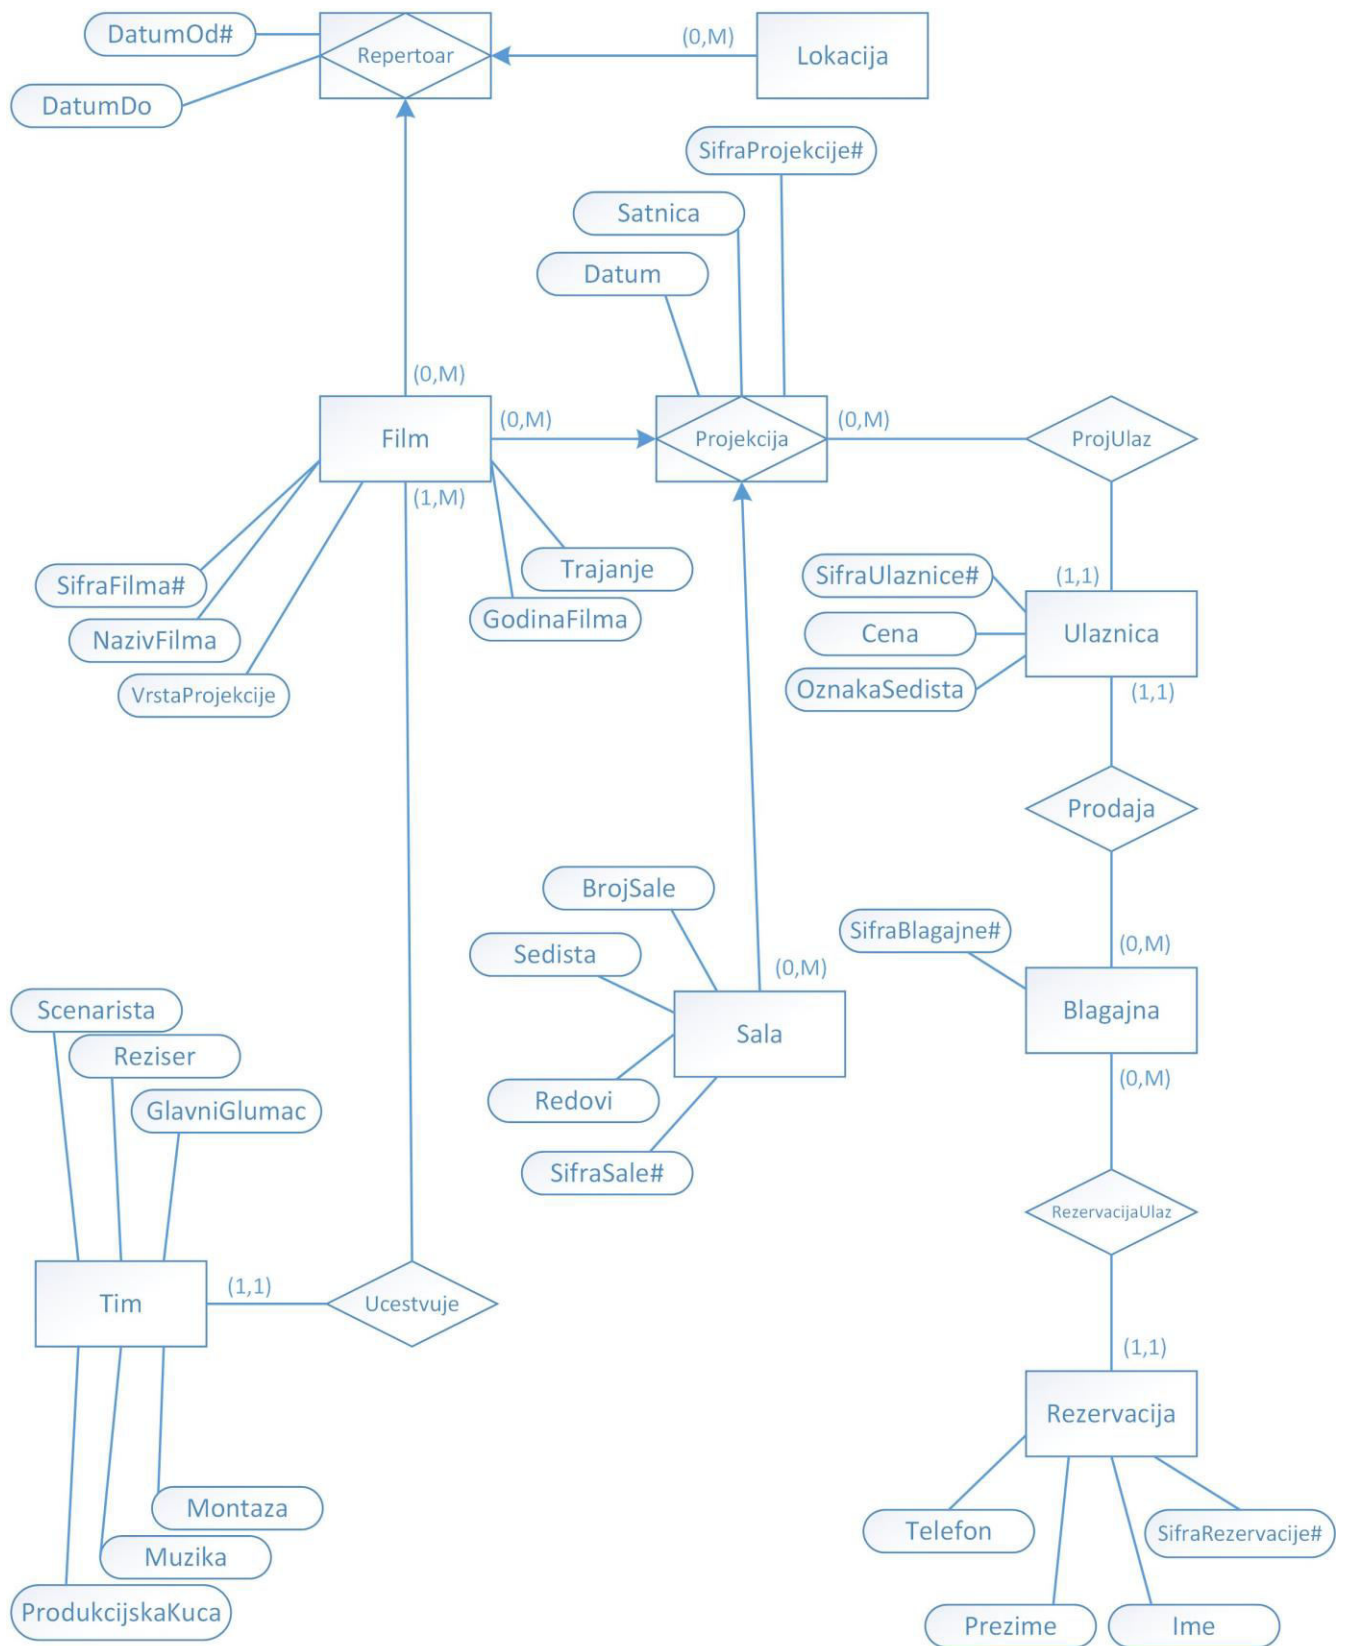 DatumOd#
Repertoar
(0,M)
Lokacija
DatumDo
SifraProjekcije#
Satnica
Datum
(0,M)
Film
(0,M)
Projekcija
(0,M)
ProjUlaz
(1,M)
SifraFilma#
NazivFilma
VrstaProjekcije
Trajanje
GodinaFilma
SifraUlaznice#
(1,1)
Cena
Ulaznica
OznakaSedista
(1,1)
Prodaja
BrojSale
SifraBlagajne#
Sedista
(0,M)
(0,M)
Scenarista
Blagajna
Sala
Reziser
(0,M)
Redovi
GlavniGlumac
SifraSale#
RezervacijaUlaz
Tim
(1,1)
Ucestvuje
(1,1)
Rezervacija
Montaza
Telefon
SifraRezervacije#
Muzika
ProdukcijskaKuca
Prezime
Ime